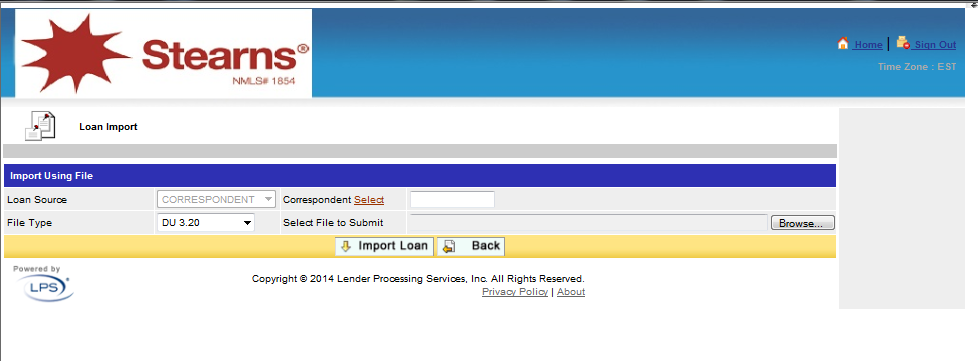 Stearns®
NMLS# 1854
Home | Sign Out
Time Zone : EST
Loan Import
Import Using File
Loan Source CORRESPONDENT Correspondent Select
File Type DU 3.20 Select File to Submit Browse...
Import Loan Back
Powered by
LPS®
Copyright © 2014 Lender Processing Services, Inc. All Rights Reserved.
Privacy Policy | About